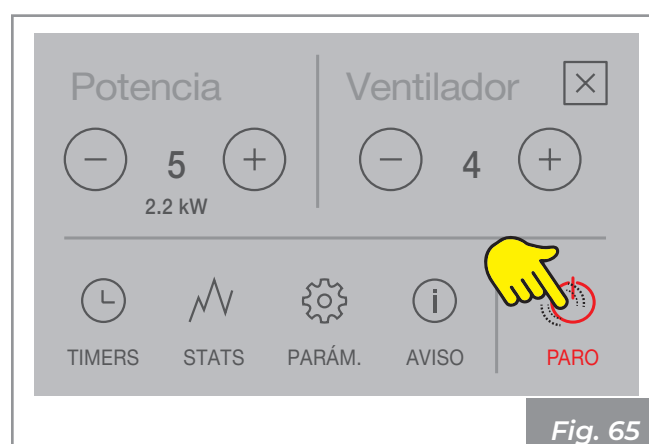 Potencia Ventilador
5 4
2.2 kW
TIMERS STATS PARÁM. AVISO PARO
Fig. 65